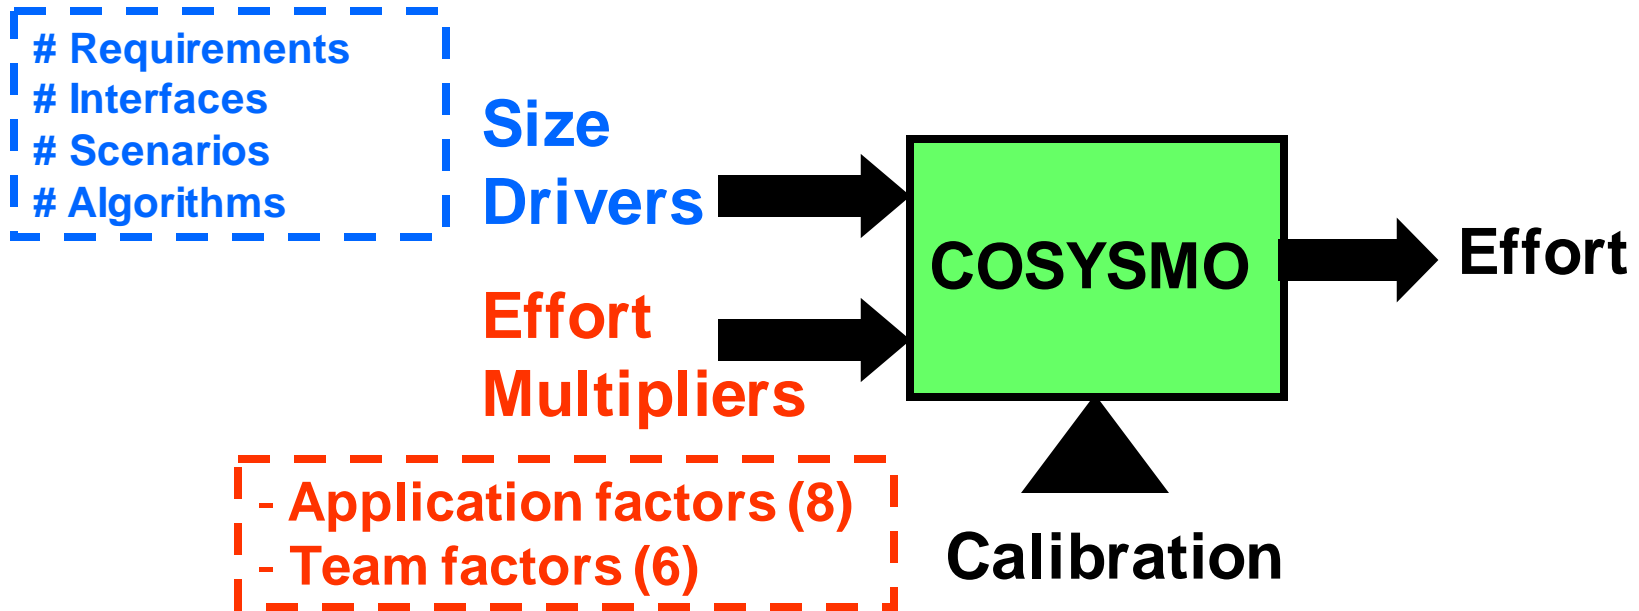 # Requirements
# Interfaces
# Scenarios
# Algorithms
Size
Drivers
Effort
Multipliers
- Application factors (8)
- Team factors (6)
COSYSMO
Calibration
Effort